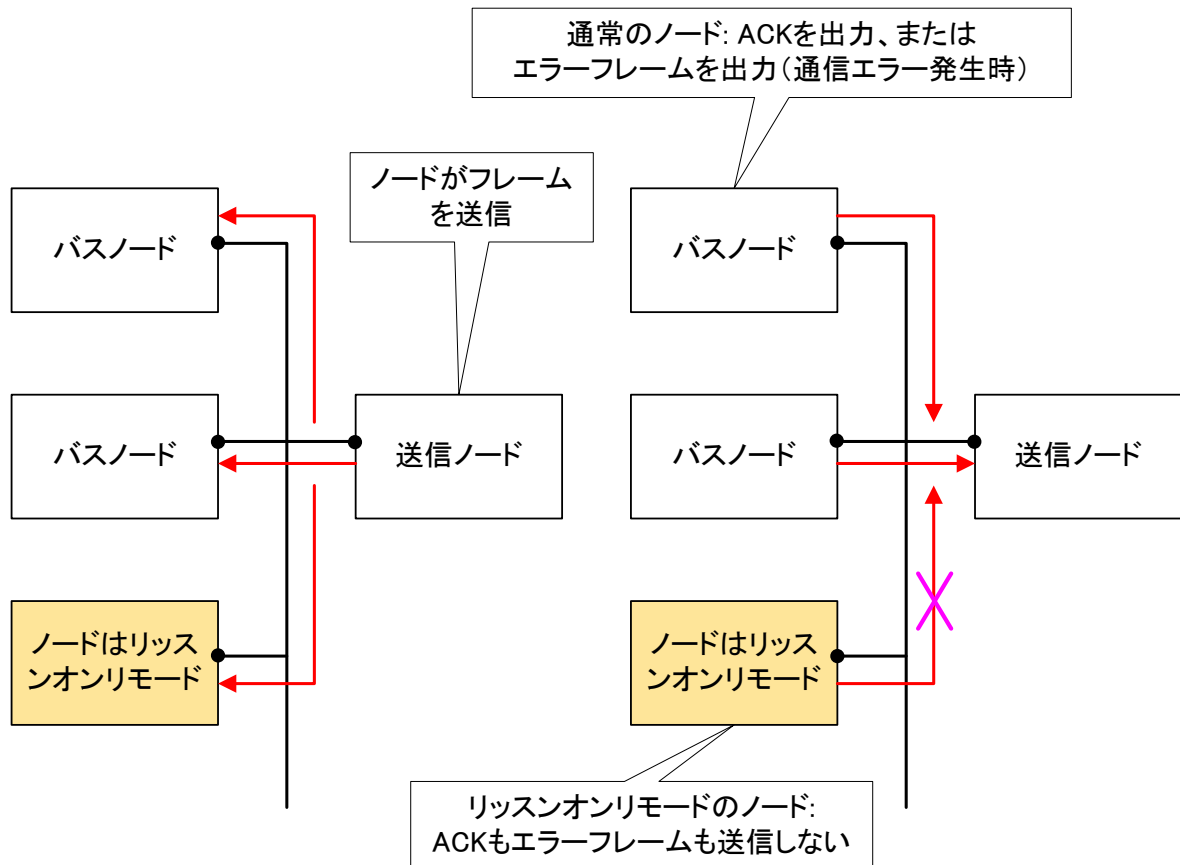 通常のノード: ACKを出力、または
エラーフレームを出力（通信エラー発生時）
ノードがフレーム
を送信
バスノード
バスノード
送信ノード
ノードはリッス
ンオンリモード
バスノード
バスノード
送信ノード
ノードはリッス
ンオンリモード
リッスンオンリモードのノード:
ACKもエラーフレームも送信しない